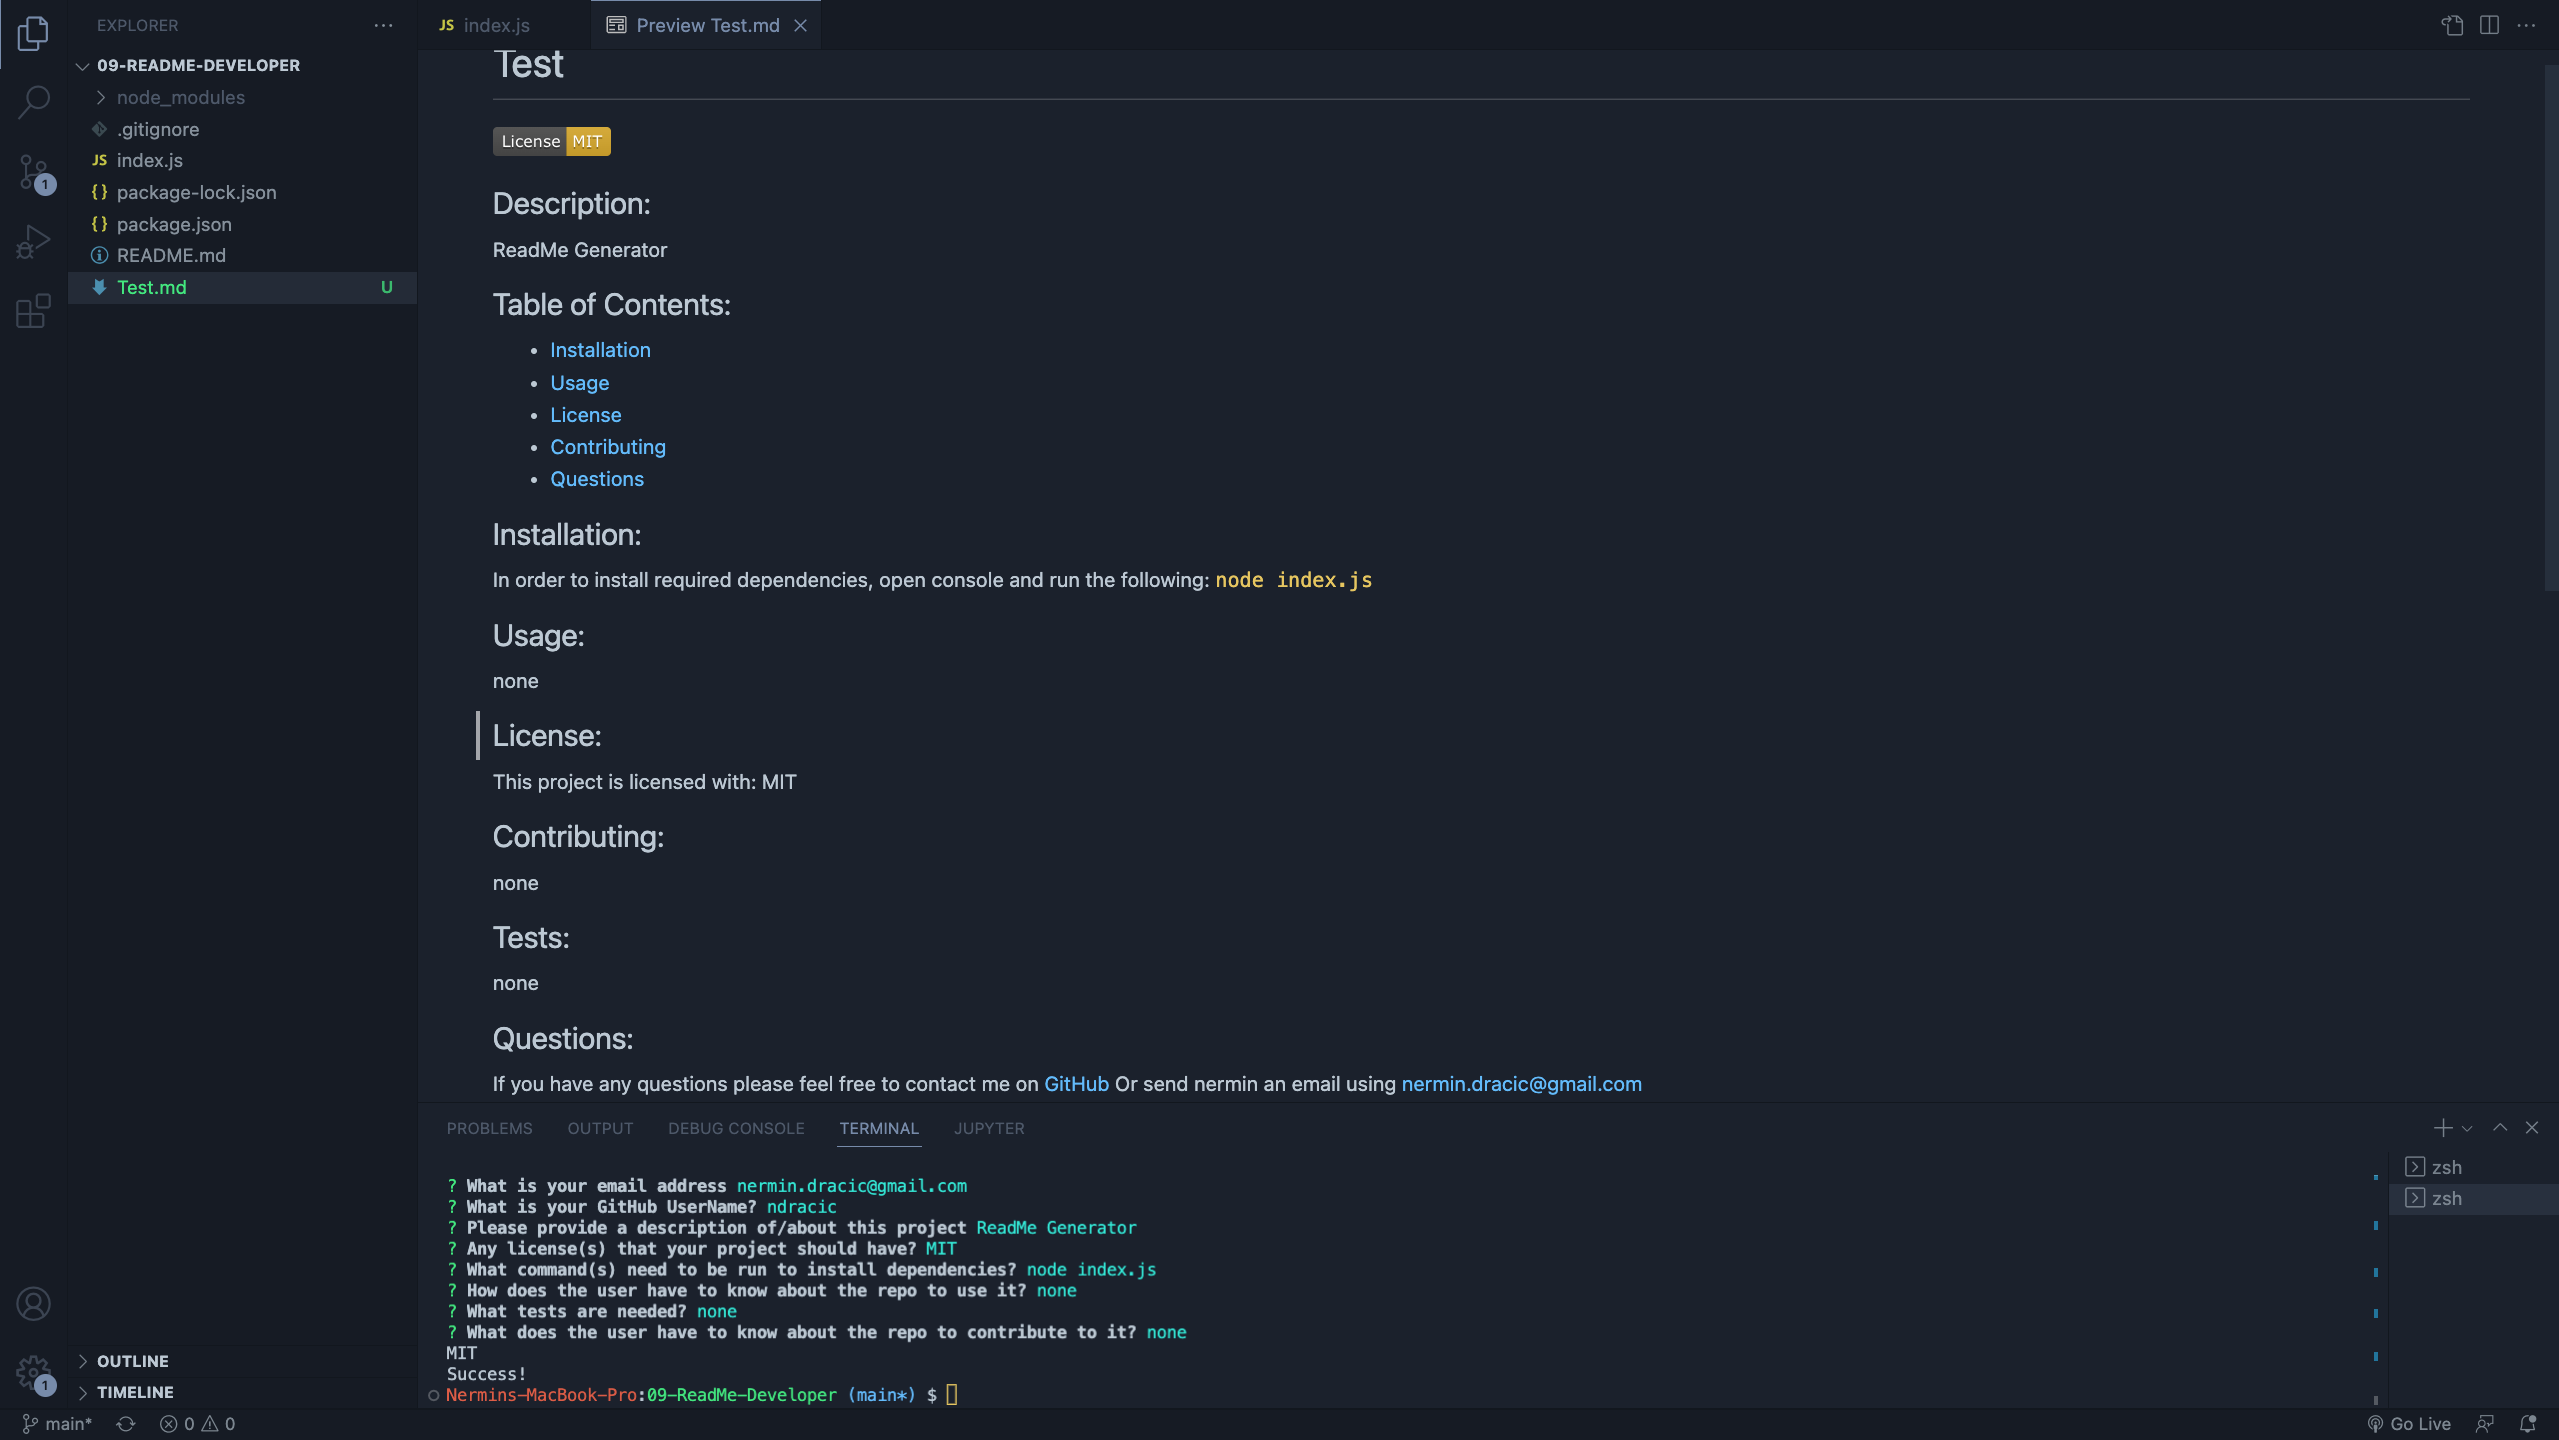 EXPLORER
09-README-DEVELOPER
node_modules
.gitignore
JS index.js
{} package-lock.json
{} package.json
README.md
Test.md U
OUTLINE
TIMELINE
JS index.js
Preview Test.md
Test
License MIT
Description:
ReadMe Generator
Table of Contents:
• Installation
• Usage
• License
• Contributing
• Questions
Installation:
In order to install required dependencies, open console and run the following: node index.js
Usage:
none
License:
This project is licensed with: MIT
Contributing:
none
Tests:
none
Questions:
If you have any questions please feel free to contact me on GitHub Or send nermin an email using nermin.dracic@gmail.com
PROBLEMS OUTPUT DEBUG CONSOLE TERMINAL JUPYTER
? What is your email address nermin.dracic@gmail.com
? What is your GitHub UserName? ndracic
? Please provide a description of/about this project ReadMe Generator
? Any license(s) that your project should have? MIT
? What command(s) need to be run to install dependencies? node index.js
? How does the user have to know about the repo to use it? none
? What tests are needed? none
? What does the user have to know about the repo to contribute to it? none
MIT
Success!
Nermins-MacBook-Pro:09-ReadMe-Developer (main*) $
zsh
zsh
1
1
main* 0 0
Go Live